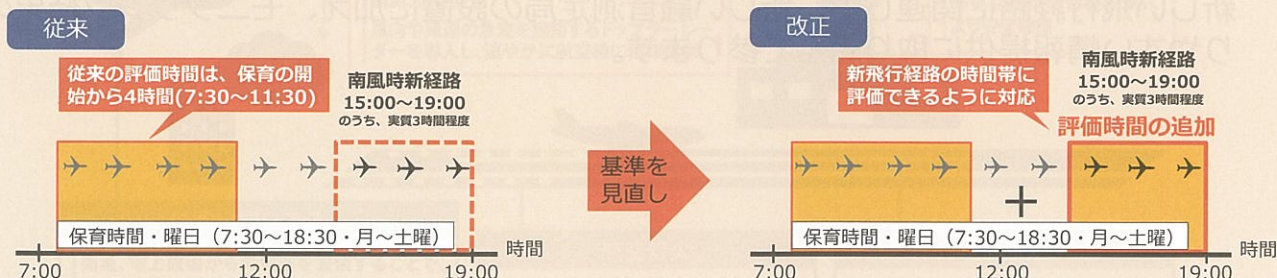 従来
従来の評価時間は、保育の開
始から4時間(7:30～11:30)
南風時新経路
15:00～19:00
のうち、実質3時間程度
保育時間・曜日（7:30～18:30・月～土曜）
7:00
12:00
19:00
時間
基準を
見直し
改正
新飛行経路の時間帯に
評価できるように対応
南風時新経路
15:00～19:00
のうち、実質3時間程度
評価時間の追加
+
保育時間・曜日（7:30～18:30・月～土曜）
7:00
12:00
19:00
時間